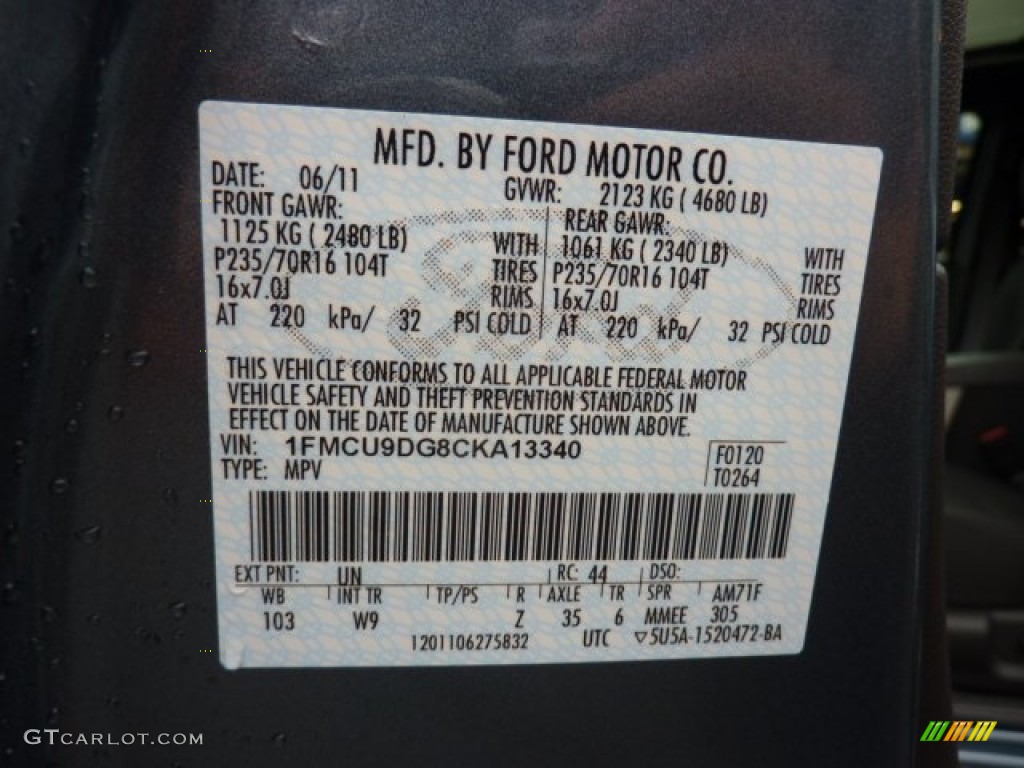 MFD. BY FORD MOTOR CO.
DATE: 06/11 GVWR: 2123 KG ( 4680 LB)
FRONT GAWR: REAR GAWR:
1125 KG ( 2480 LB) WITH 1061 KG ( 2340 LB) WITH
P235/70R16 104T TIRES P235/70R16 104T TIRES
16x7.0J RIMS 16x7.0J RIMS
AT 220 kPa/ 32 PSI COLD AT 220 kPa/ 32 PSI COLD
Ford
THIS VEHICLE CONFORMS TO ALL APPLICABLE FEDERAL MOTOR
VEHICLE SAFETY AND THEFT PREVENTION STANDARDS IN
EFFECT ON THE DATE OF MANUFACTURE SHOWN ABOVE.
VIN: 1FMCU9DG8CKA13340 F0120
TYPE: MPV T0264
EXT PNT: UN RC: 44 DSO:
WB INT TR TP/PS R AXLE TR SPR AM71F
103 W9 Z 35 6 MMEE 305
1201106275832 UTC ▽5U5A-1520472-BA
GTCARLOT.COM